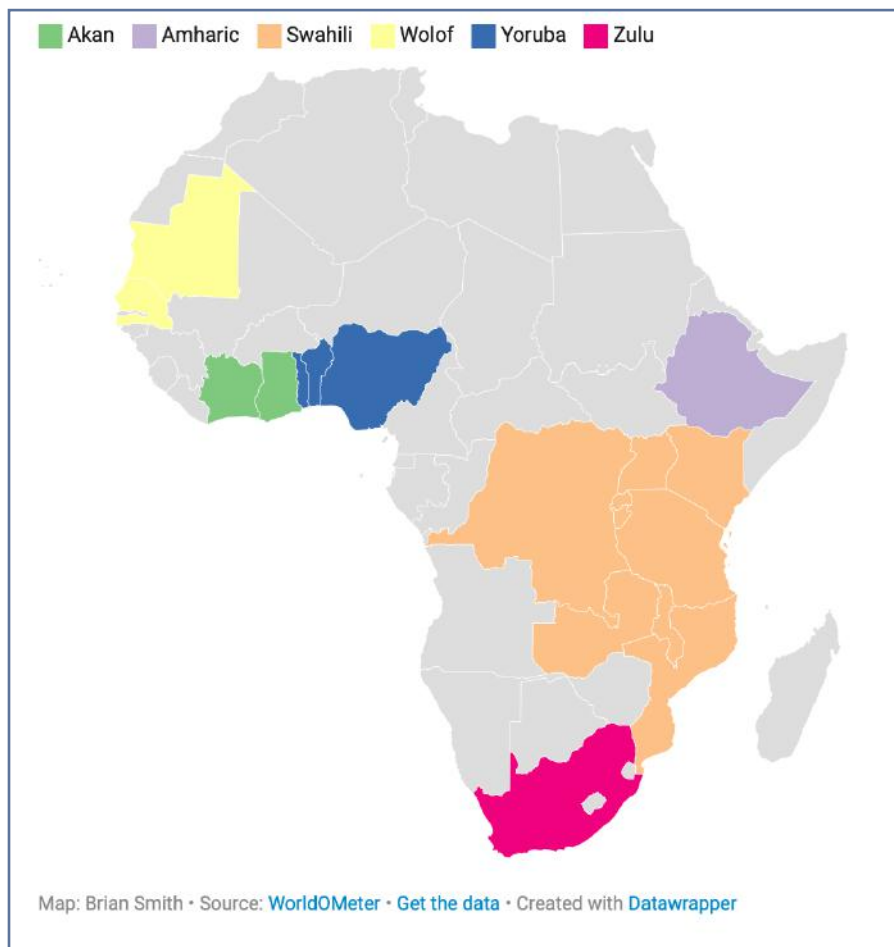 Akan Amharic Swahili Wolof Yoruba Zulu
Map: Brian Smith • Source: WorldOMeter • Get the data • Created with Datawrapper